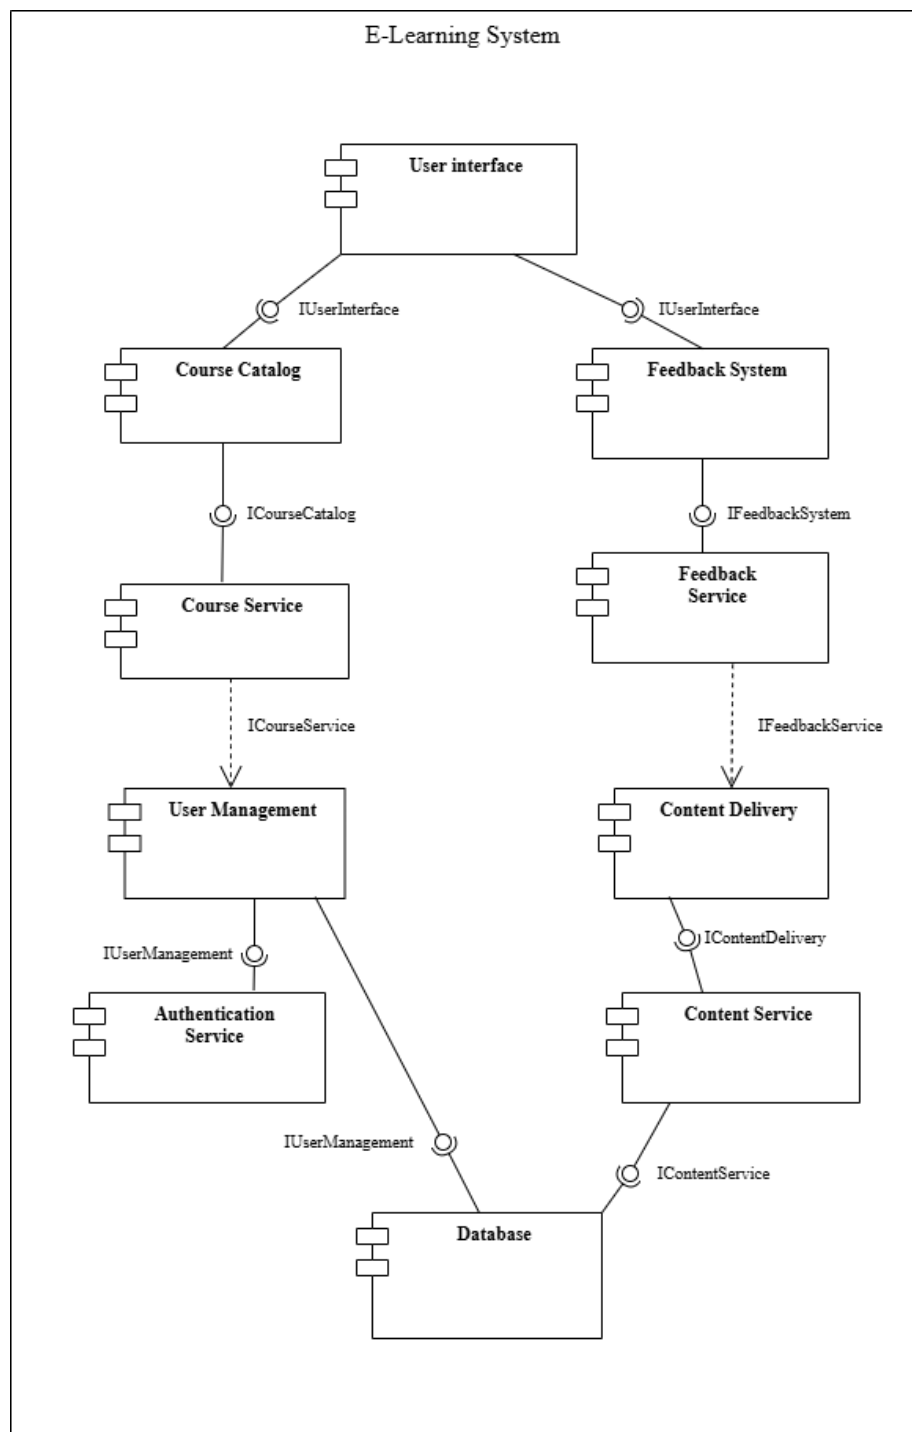 E-Learning System
User interface
IUserInterface
IUserInterface
Course Catalog
Feedback System
ICourseCatalog
IFeedbackSystem
Course Service
Feedback
Service
ICourseService
IFeedbackService
User Management
Content Delivery
IUserManagement
IContentDelivery
Authentication
Service
Content Service
IUserManagement
IContentService
Database